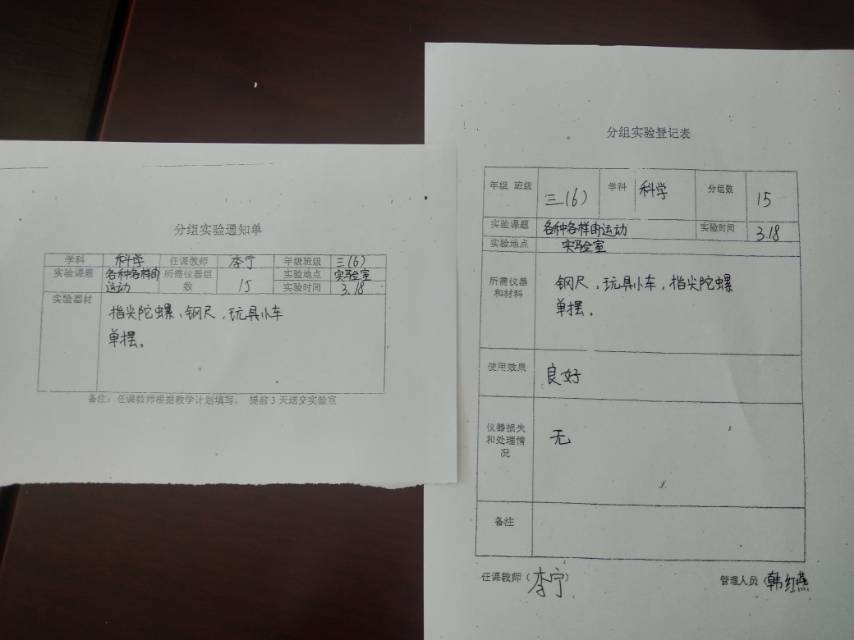 分组实验通知单
学科 科学 任课教师 李宁 年级班级 三(6)
实验课题 各种各样的运动 所需仪器组数 15 实验地点 实验室
实验时间 3.18
实验器材 指尖陀螺、钢尺，玩具小车
单摆。
备注：任课教师根据教学计划填写，提前3天送交实验室
分组实验登记表
年级 班级 三(6) 学科 科学 分组数 15
实验课题 各种各样的运动 实验时间 3.18
实验地点 实验室
所需仪器和材料 钢尺，玩具小车，指尖陀螺
单摆。
使用效果 良好
仪器损失和处理情况 无
备注
任课教师（李宁） 管理人员（韩红燕